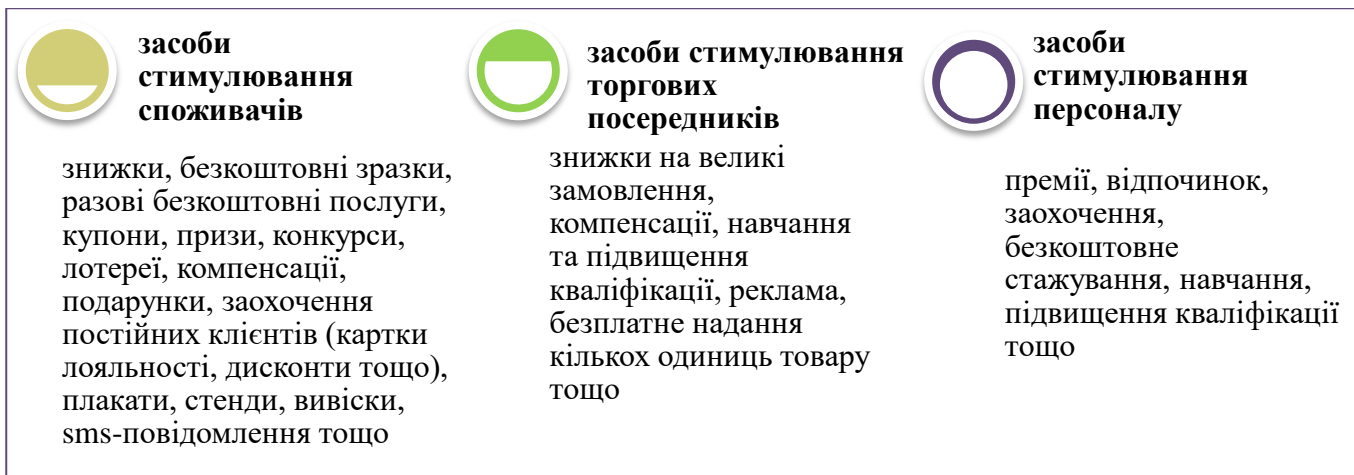 засоби
стимулювання
споживачів
знижки, безкоштовні зразки,
разові безкоштовні послуги,
купони, призи, конкурси,
лотереї, компенсації,
подарунки, заохочення
постійних клієнтів (картки
лояльності, дисконти тощо),
плакати, стенди, вивіски,
sms-повідомлення тощо
засоби стимулювання
торгових
посередників
знижки на великі
замовлення,
компенсації, навчання
та підвищення
кваліфікації, реклама,
безплатне надання
кількох одиниць товару
тощо
засоби
стимулювання
персоналу
премії, відпочинок,
заохочення,
безкоштовне
стажування, навчання,
підвищення кваліфікації
тощо